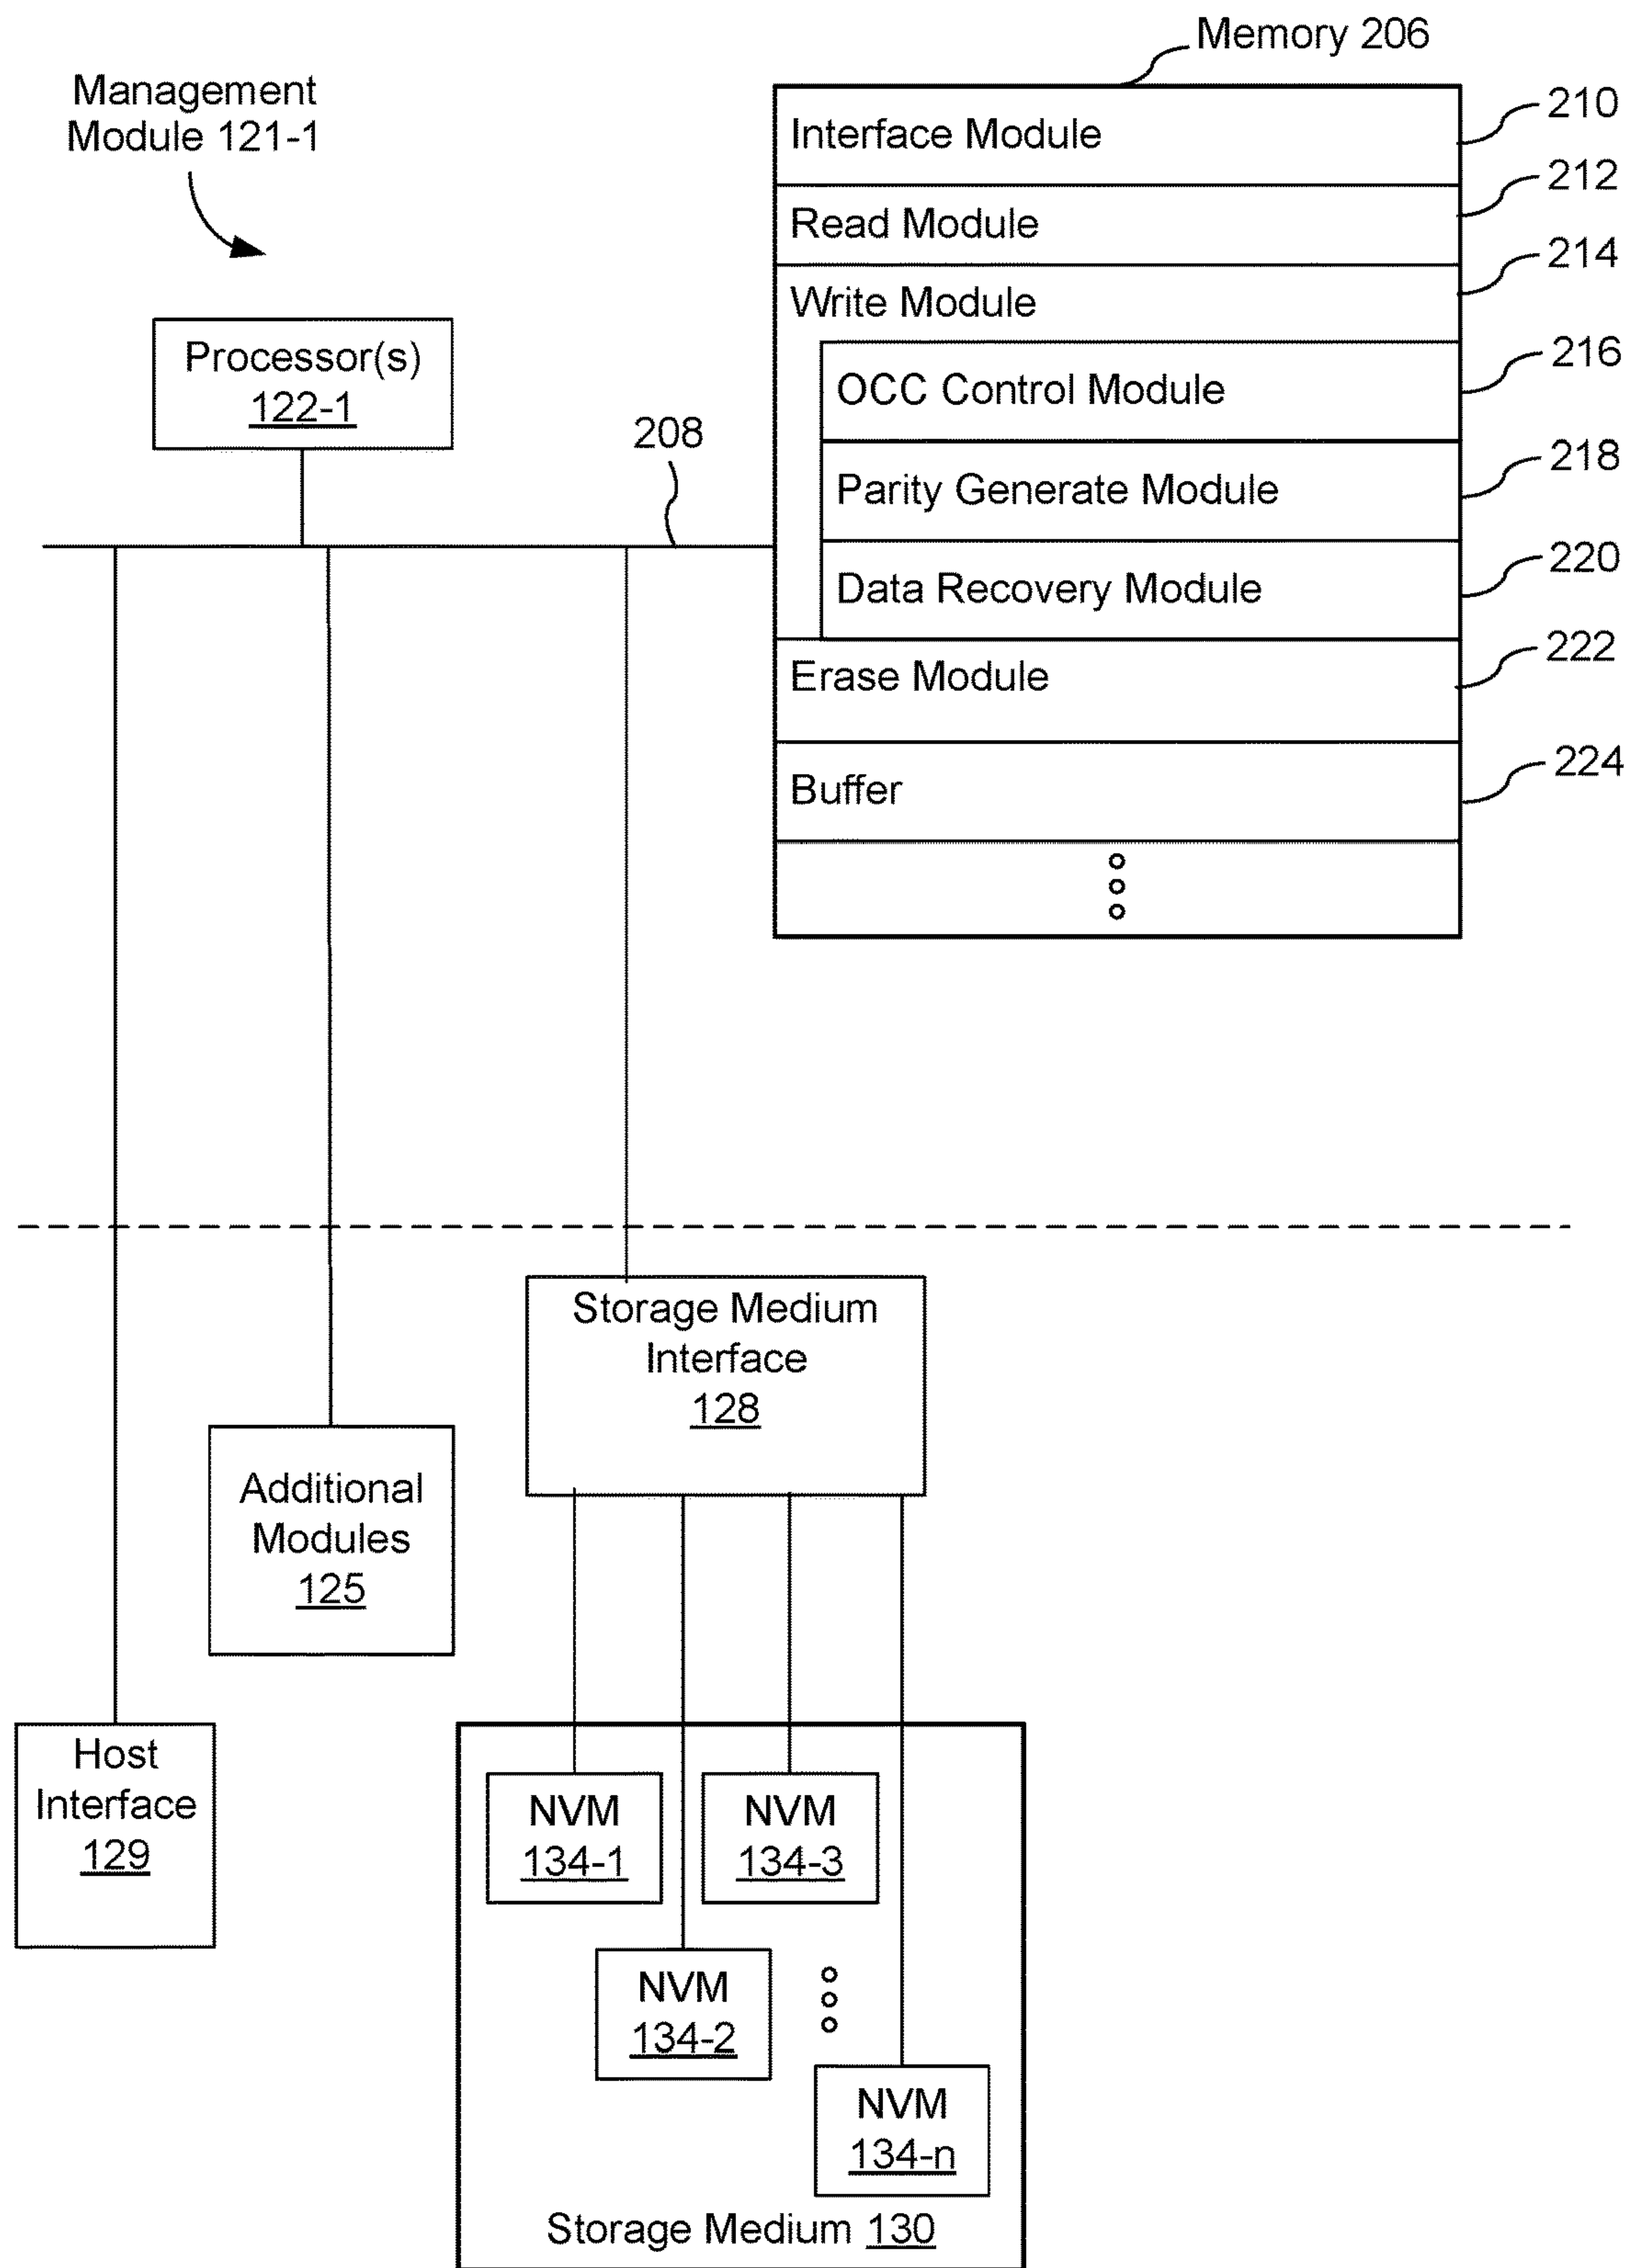 Memory 206
Management
Module 121-1
Interface Module
210
Read Module
212
Write Module
214
OCC Control Module
216
Parity Generate Module
218
Data Recovery Module
220
Erase Module
222
Buffer
224
Processor(s)
122-1
208
Storage Medium
Interface
128
Additional
Modules
125
Host
Interface
129
NVM
134-1
NVM
134-3
NVM
134-2
NVM
134-n
Storage Medium 130